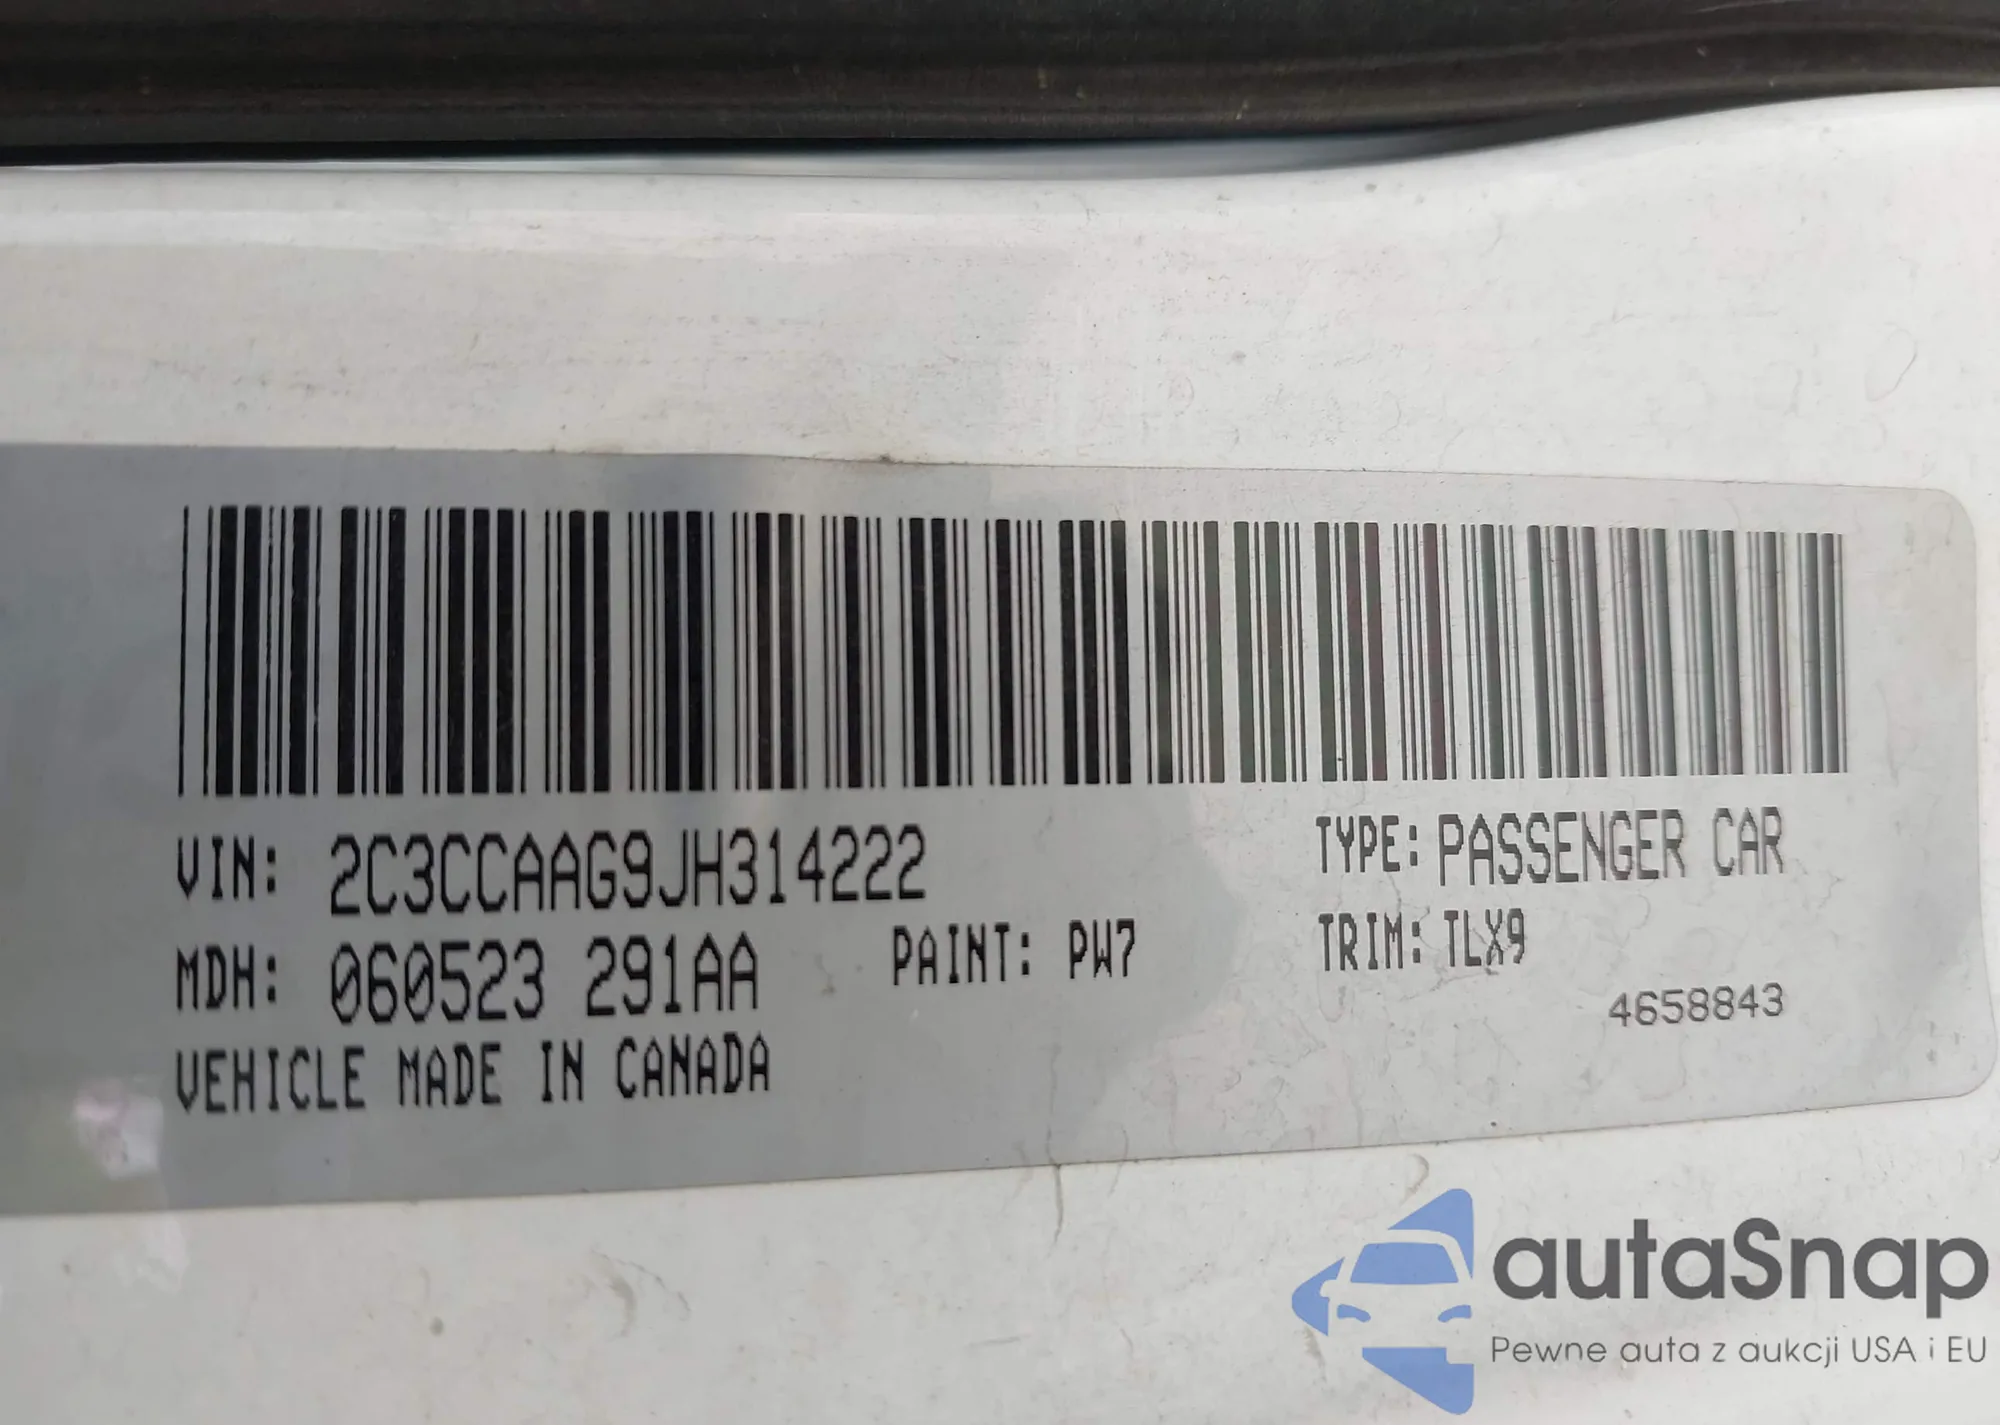 VIN: 2C3CCAAG9JH314222
TYPE: PASSENGER CAR
MDH: 060523 291AA
PAINT: PW7
TRIM: TLX9
4658843
VEHICLE MADE IN CANADA
autaSnap
Pewne auta z aukcji USA i EU